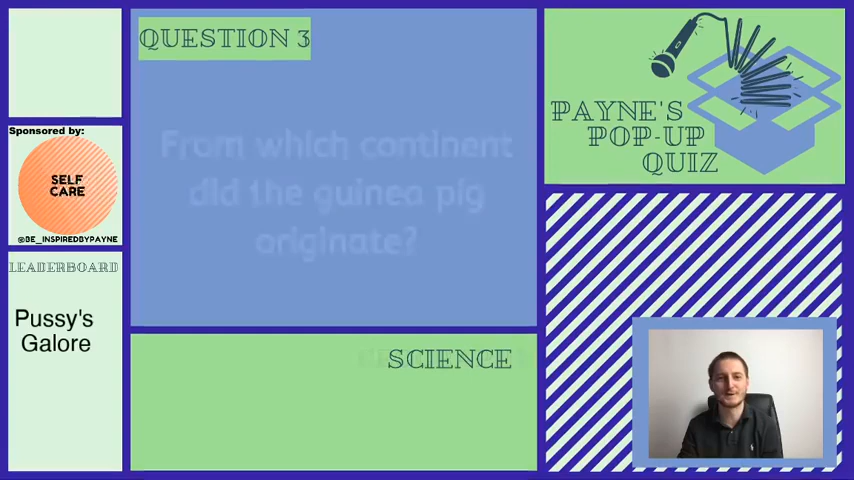 QUESTION 3
From which continent
did the guinea pig
originate?
PAYNE'S
POP-UP
QUIZ
Sponsored by:
SELF
CARE
@BE_INSPIREDBYPAYNE
LEADERBOARD
Pussy's
Galore
SCIENCE